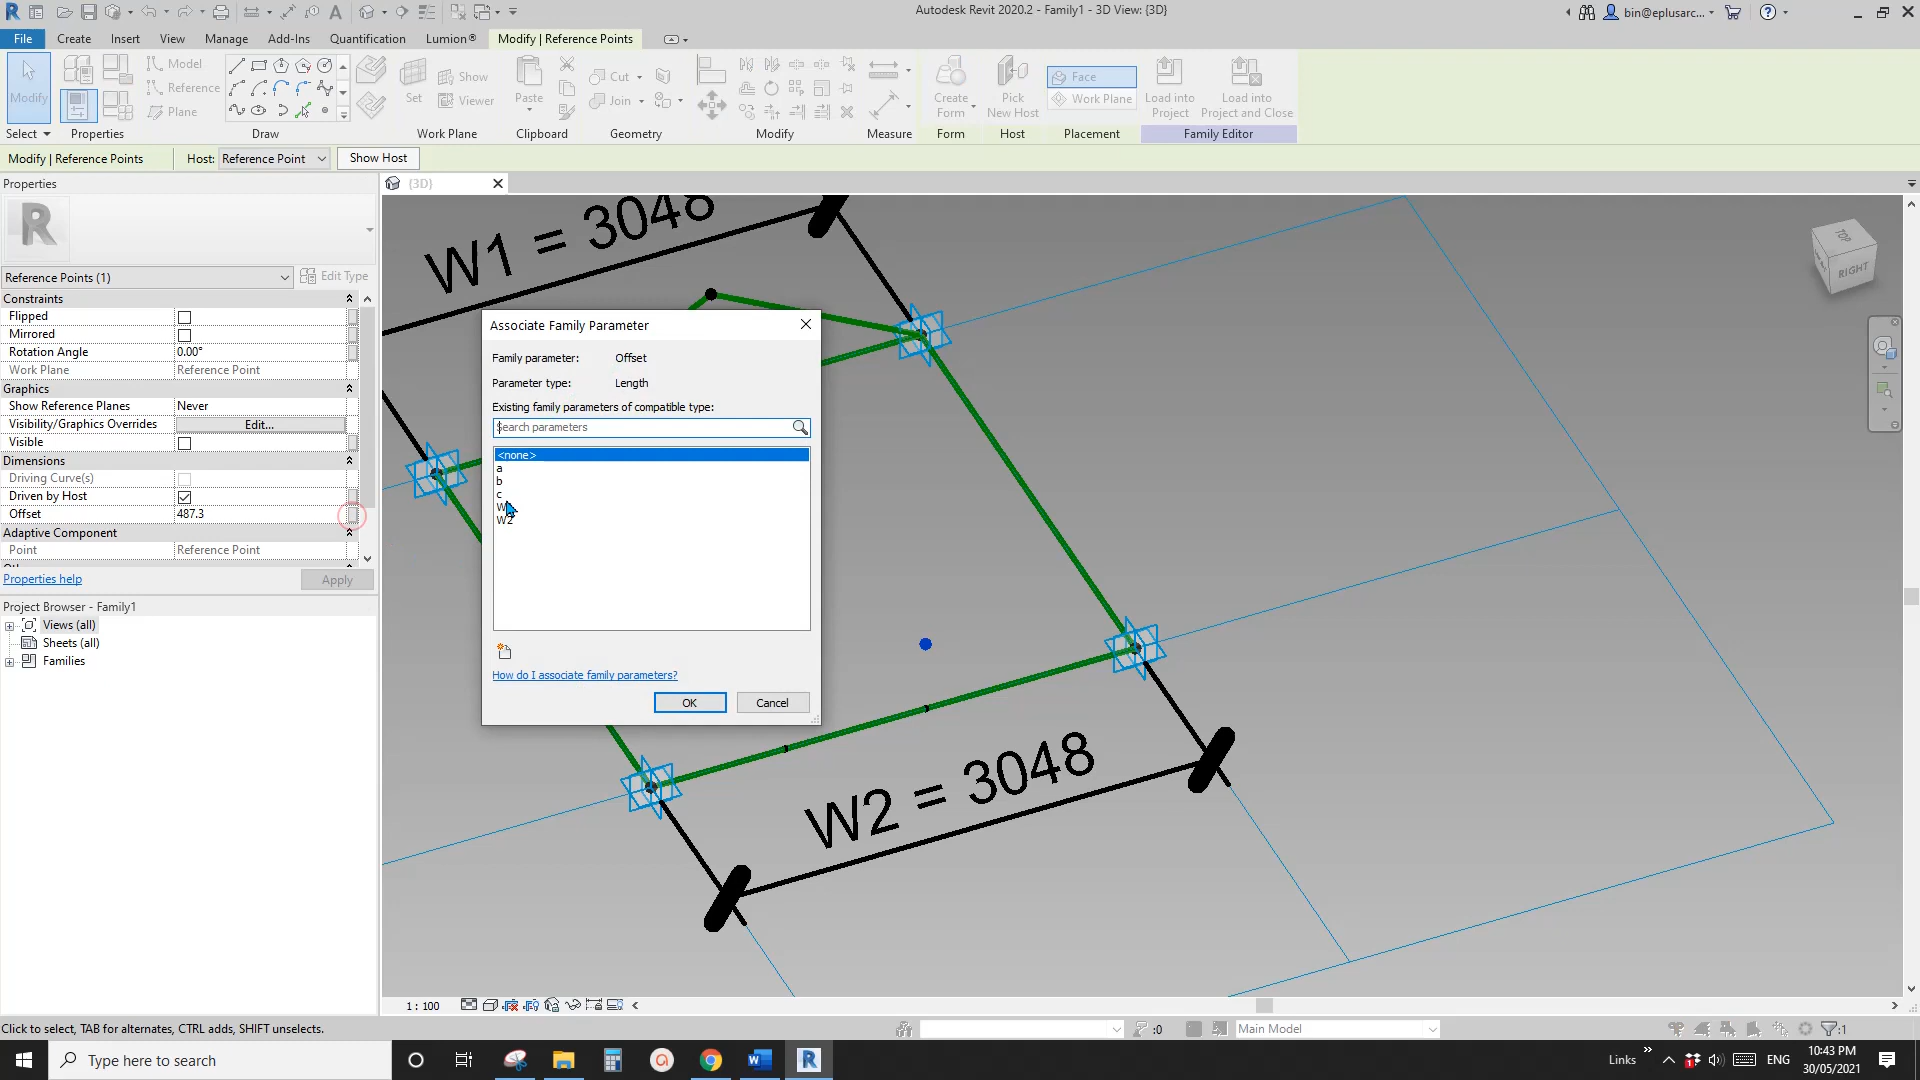 Autodesk Revit 2020.2 - Family1 - 3D View: {3D}
bin@eplusarc...
File Create Insert View Manage Add-Ins Quantification Lumion® Modify | Reference Points
Modify
Model
Reference
Plane
Set
Show
Viewer
Paste
Cut
Join
Create Form
Pick New Host
Face
Work Plane
Load into Project
Load into Project and Close
Select Properties Draw Work Plane Clipboard Geometry Modify Measure Form Host Placement Family Editor
Modify | Reference Points Host: Reference Point Show Host
Properties
{3D}
R
Reference Points (1) Edit Type
Constraints
Flipped
Mirrored
Rotation Angle 0.00°
Work Plane Reference Point
Graphics
Show Reference Planes Never
Visibility/Graphics Overrides Edit...
Visible
Dimensions
Driving Curve(s)
Driven by Host
Offset 487.3
Adaptive Component
Point Reference Point
Properties help Apply
Project Browser - Family1
Views (all)
Sheets (all)
Families
W1 = 3048
TOP
RIGHT
Associate Family Parameter
Family parameter: Offset
Parameter type: Length
Existing family parameters of compatible type:
Search parameters
<none>
a
b
c
W2
How do I associate family parameters?
OK Cancel
W2 = 3048
1 : 100
Click to select, TAB for alternates, CTRL adds, SHIFT unselects.
:0
Main Model
:1
Type here to search
Links
ENG
10:43 PM
30/05/2021